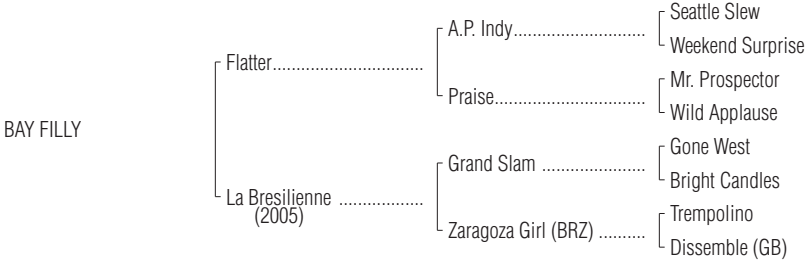 Seattle Slew
A.P. Indy..............................
Weekend Surprise
Flatter..................................
Mr. Prospector
Praise..................................
Wild Applause
BAY FILLY
Gone West
Grand Slam .......................
Bright Candles
La Bresilienne ...................
(2005)
Trempolino
Zaragoza Girl (BRZ) ..........
Dissemble (GB)